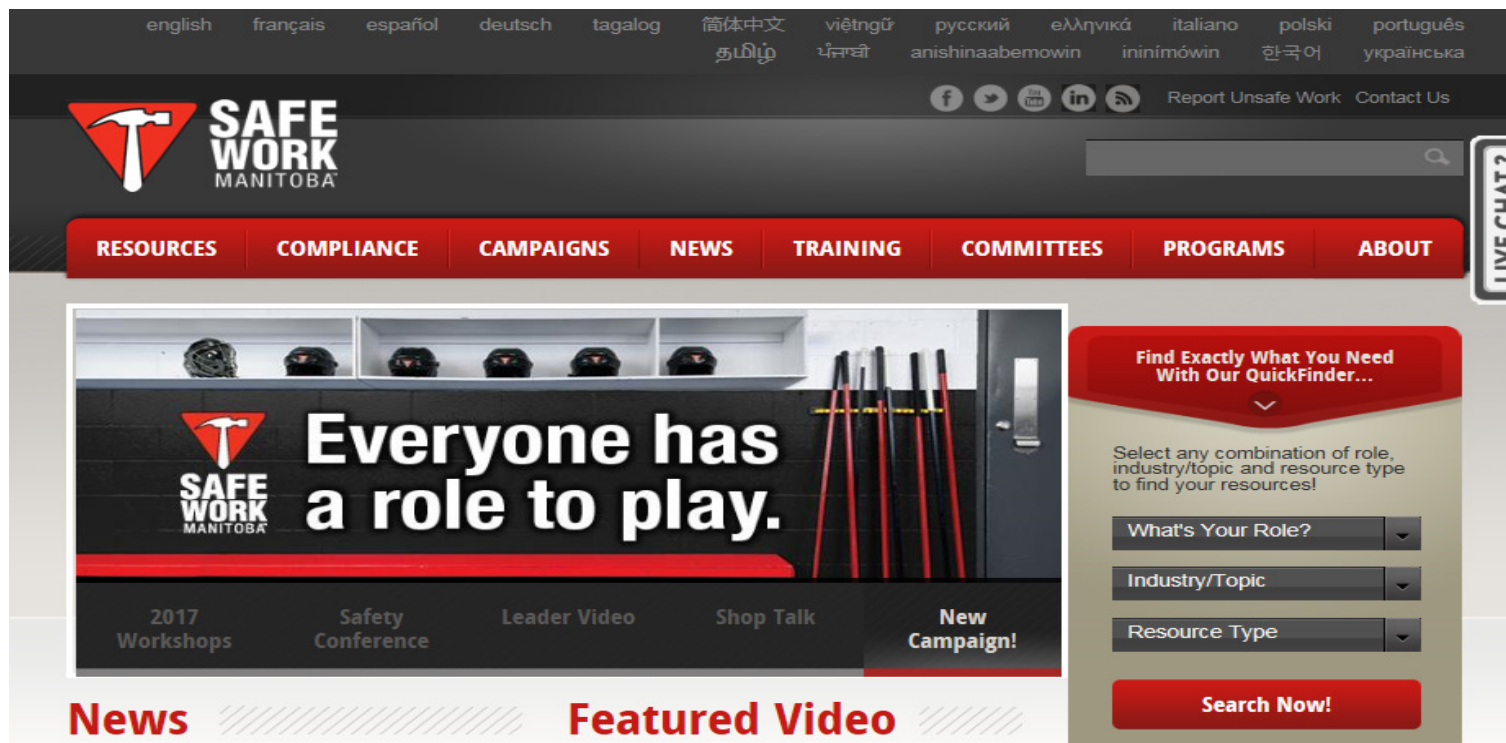 english français español deutsch tagalog 简体中文 việtngữ русский ελληνικά italiano polski português
தமிழ் ਪੰਜਾਬੀ anishinaabemowin ininímówin 한국어 українська
Report Unsafe Work Contact Us
SAFE
WORK
MANITOBA
LIVE CHAT ?
RESOURCES COMPLIANCE CAMPAIGNS NEWS TRAINING COMMITTEES PROGRAMS ABOUT
Everyone has
a role to play.
SAFE
WORK
MANITOBA
2017
Workshops
Safety
Conference
Leader Video
Shop Talk
New
Campaign!
Find Exactly What You Need
With Our QuickFinder...
Select any combination of role,
industry/topic and resource type
to find your resources!
What's Your Role?
Industry/Topic
Resource Type
Search Now!
News
Featured Video